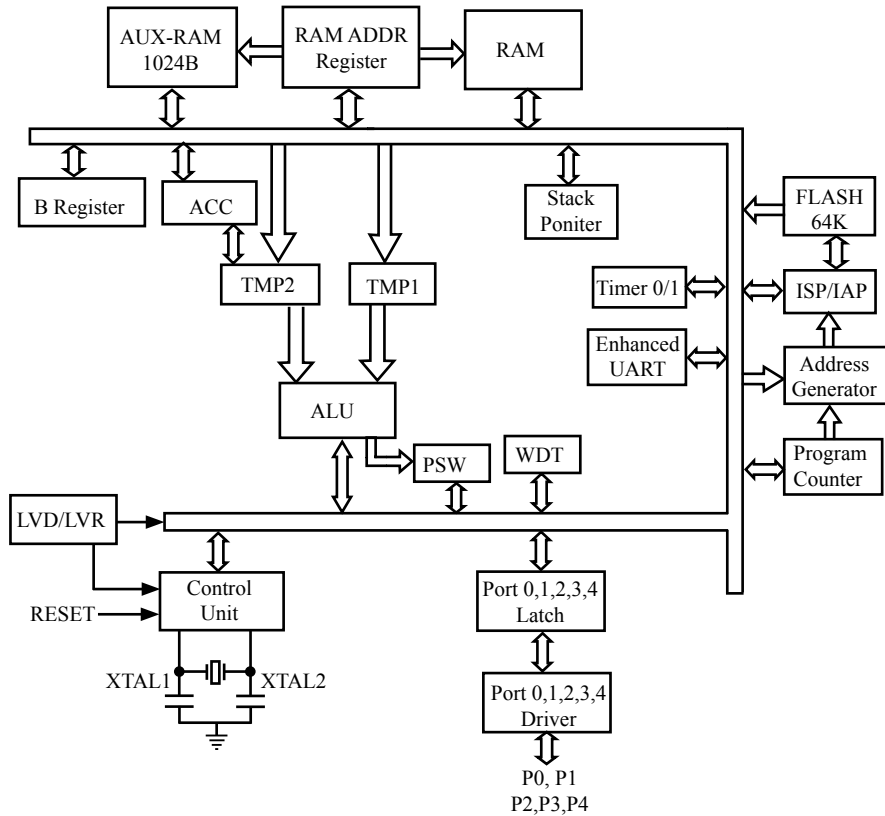 AUX-RAM
1024B
RAM ADDR
Register
RAM
B Register
ACC
Stack
Poniter
FLASH
64K
TMP2
TMP1
Timer 0/1
ISP/IAP
Enhanced
UART
Address
Generator
ALU
PSW
WDT
Program
Counter
LVD/LVR
Control
Unit
RESET
Port 0,1,2,3,4
Latch
XTAL1
XTAL2
Port 0,1,2,3,4
Driver
P0, P1
P2,P3,P4